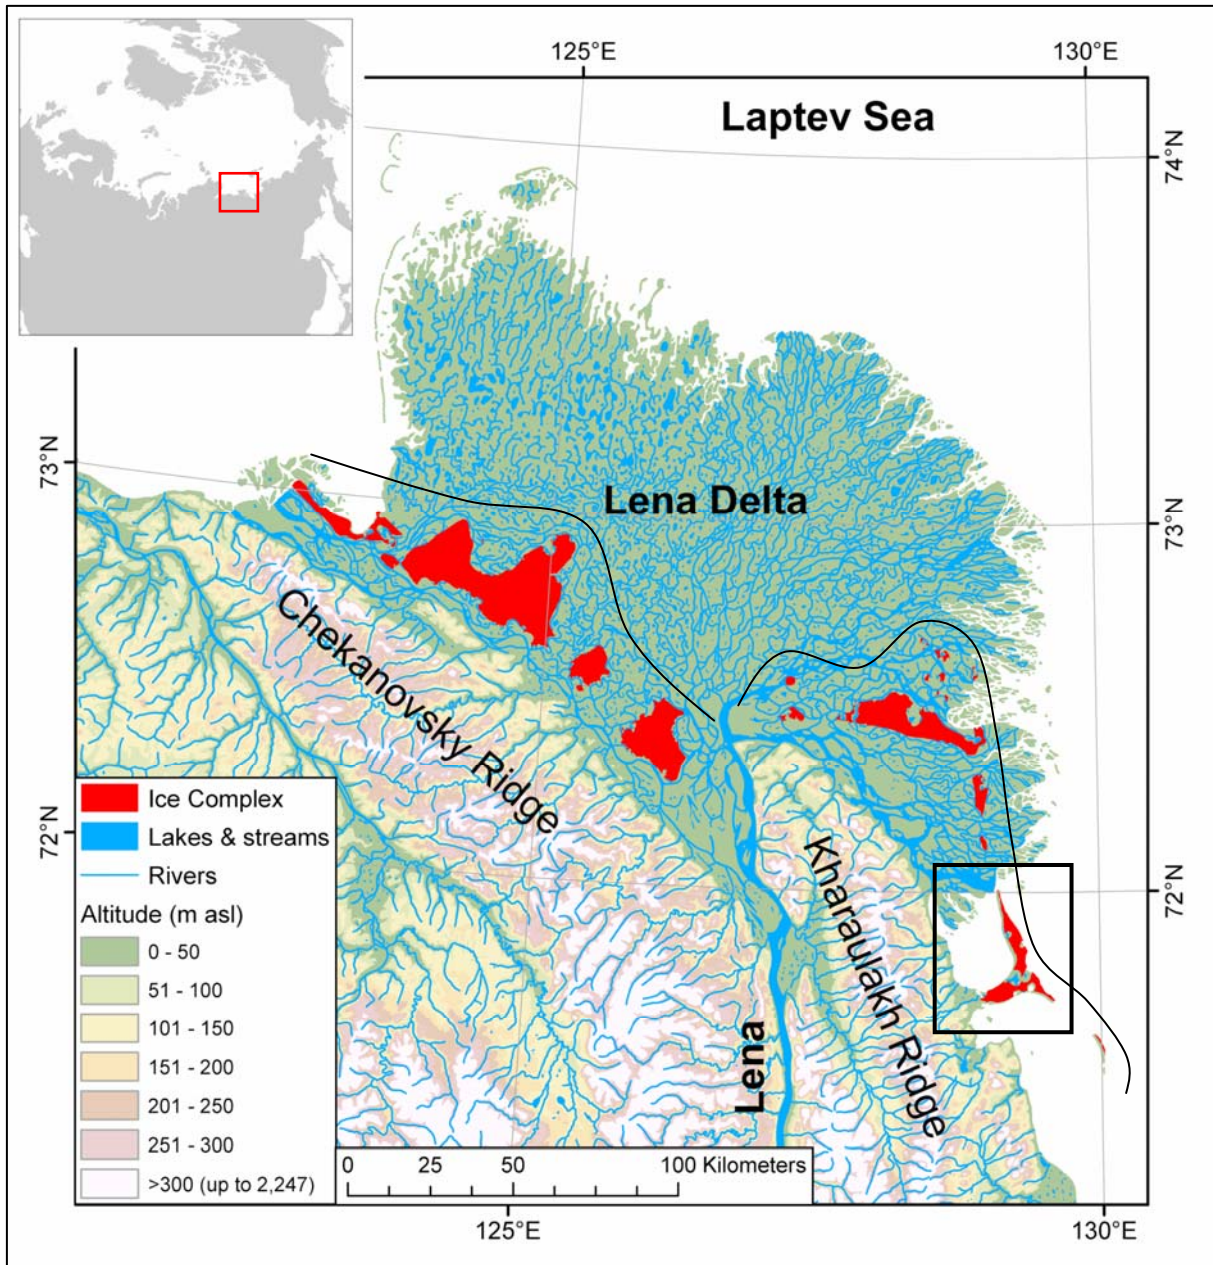 125°E
130°E
Laptev Sea
74°N
73°N
Lena Delta
73°N
Chekanovsky Ridge
72°N
Kharaulakh Ridge
72°N
Lena
Ice Complex
Lakes & streams
Rivers
Altitude (m asl)
0 - 50
51 - 100
101 - 150
151 - 200
201 - 250
251 - 300
>300 (up to 2,247)
0 25 50 100 Kilometers
125°E
130°E